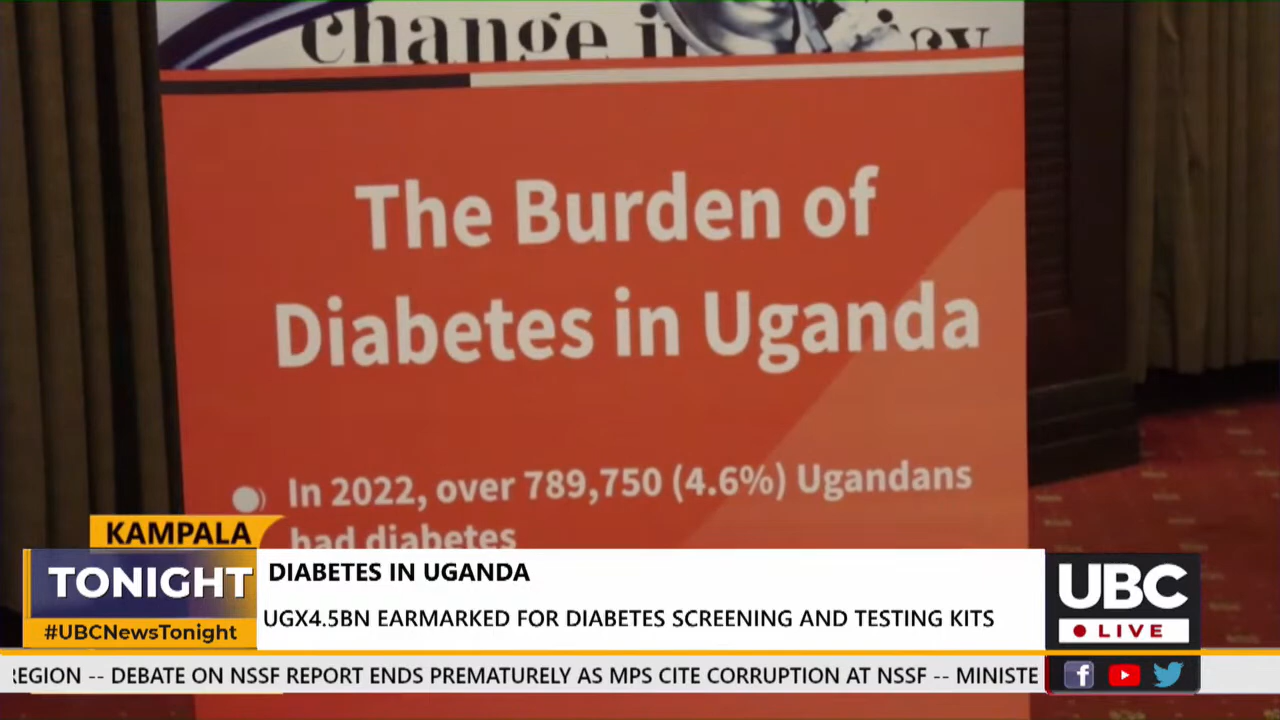 change in
The Burden of
Diabetes in Uganda
In 2022, over 789,750 (4.6%) Ugandans
had diabetes
KAMPALA
TONIGHT
#UBCNewsTonight
DIABETES IN UGANDA
UGX4.5BN EARMARKED FOR DIABETES SCREENING AND TESTING KITS
UBC
LIVE
REGION -- DEBATE ON NSSF REPORT ENDS PREMATURELY AS MPS CITE CORRUPTION AT NSSF -- MINISTE